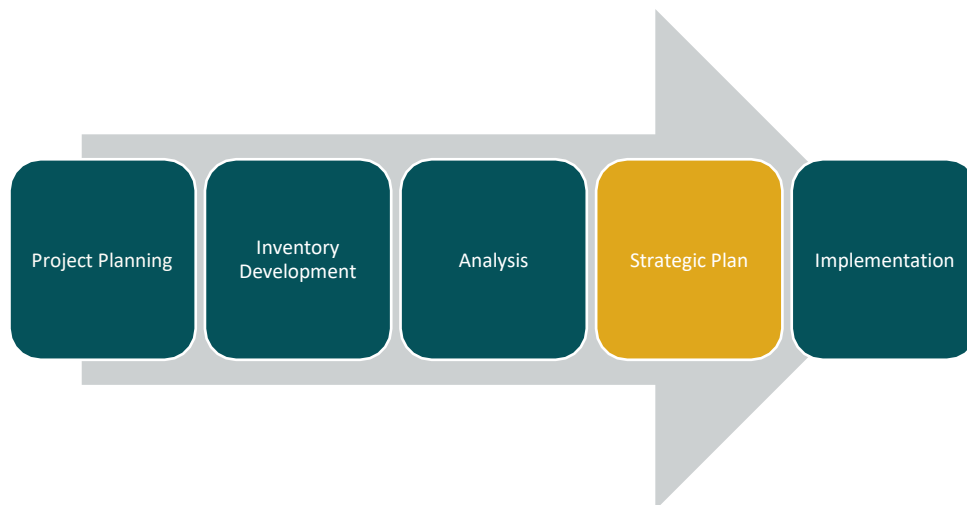 Project Planning
Inventory
Development
Analysis
Strategic Plan
Implementation